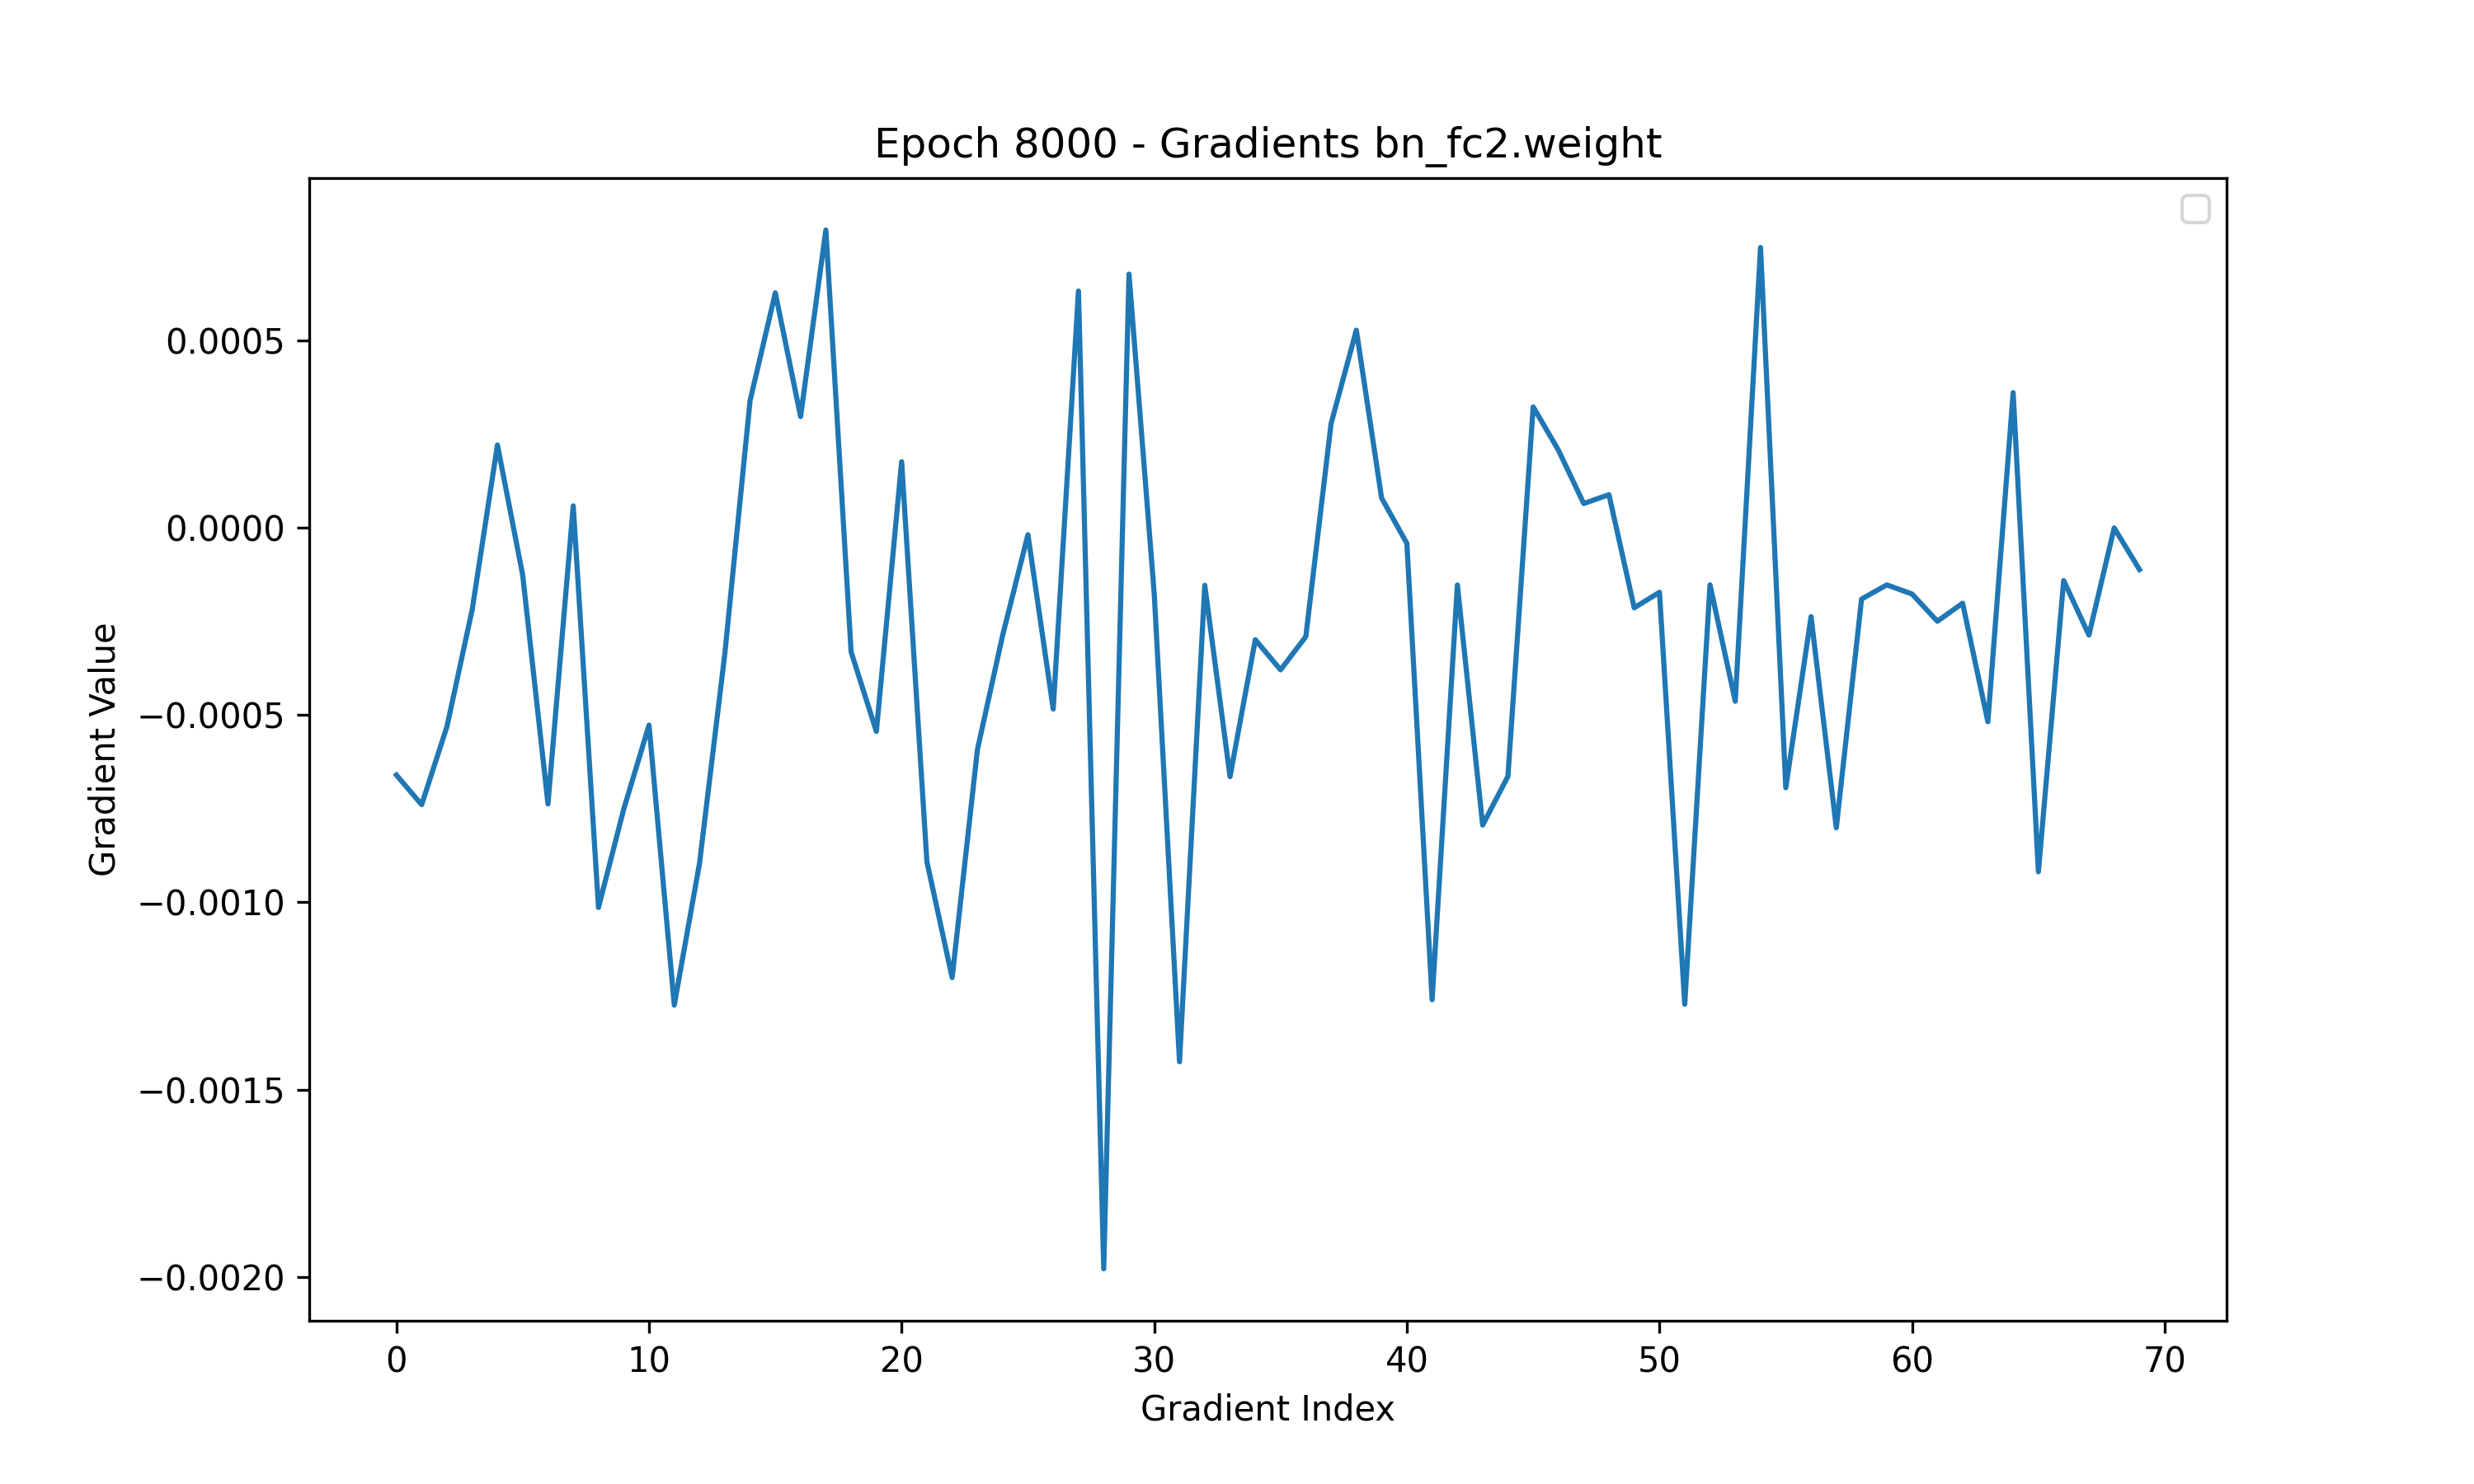 Epoch 8000 - Gradients bn_fc2.weight
0.0005
0.0000
−0.0005
−0.0010
−0.0015
−0.0020
Gradient Value
0 10 20 30 40 50 60 70
Gradient Index